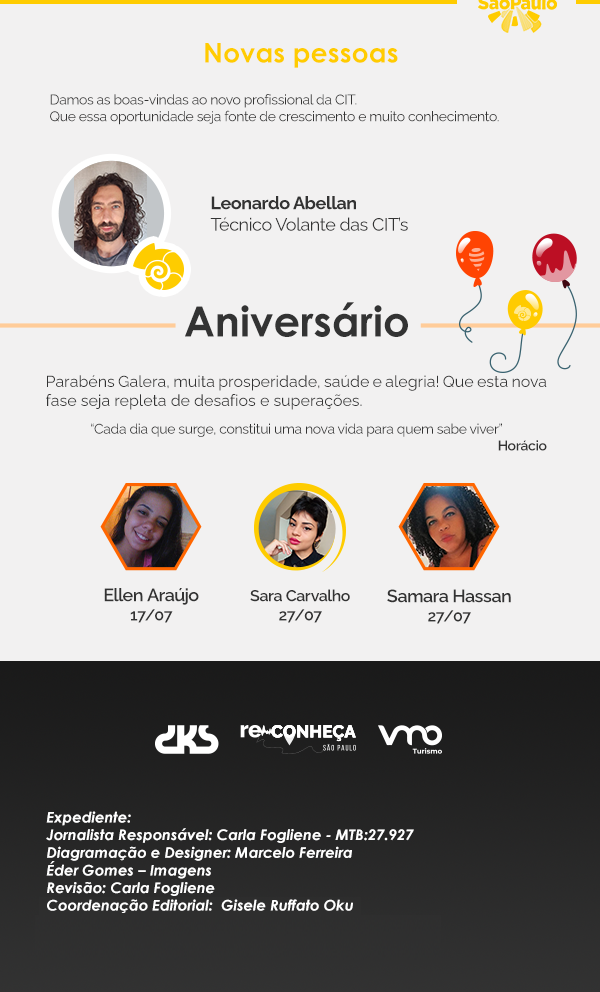 SãoPaulo
Novas pessoas
Damos as boas-vindas ao novo profissional da CIT.
Que essa oportunidade seja fonte de crescimento e muito conhecimento.
Leonardo Abellan
Técnico Volante das CIT's
Aniversário
Parabéns Galera, muita prosperidade, saúde e alegria! Que esta nova
fase seja repleta de desafios e superações.
“Cada dia que surge, constitui uma nova vida para quem sabe viver”
Horácio
Ellen Araújo
17/07
Sara Carvalho
27/07
Samara Hassan
27/07
DKS
reCONHEÇA
SÃO PAULO
vmo
Turismo
Expediente:
Jornalista Responsável: Carla Fogliene - MTB:27.927
Diagramação e Designer: Marcelo Ferreira
Éder Gomes – Imagens
Revisão: Carla Fogliene
Coordenação Editorial:  Gisele Ruffato Oku